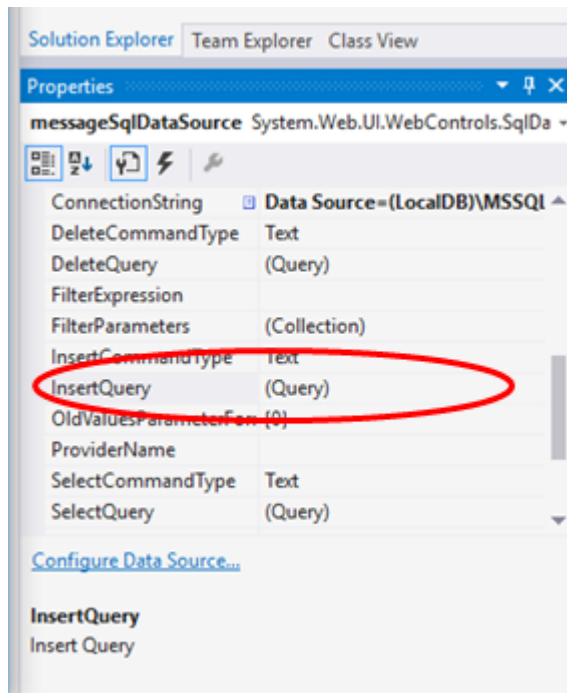 Solution Explorer Team Explorer Class View
Properties
messageSqlDataSource System.Web.UI.WebControls.SqlDa
ConnectionString Data Source=(LocalDB)\MSSQL
DeleteCommandType Text
DeleteQuery (Query)
FilterExpression
FilterParameters (Collection)
InsertCommandType Text
InsertQuery (Query)
OldValuesParameterFor {0}
ProviderName
SelectCommandType Text
SelectQuery (Query)
Configure Data Source...
InsertQuery
Insert Query